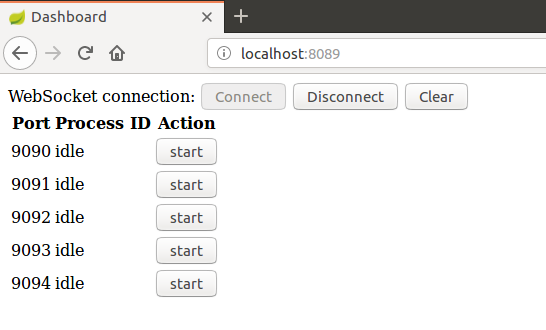 Dashboard
localhost:8089
WebSocket connection: Connect Disconnect Clear
Port Process ID Action
9090 idle start
9091 idle start
9092 idle start
9093 idle start
9094 idle start